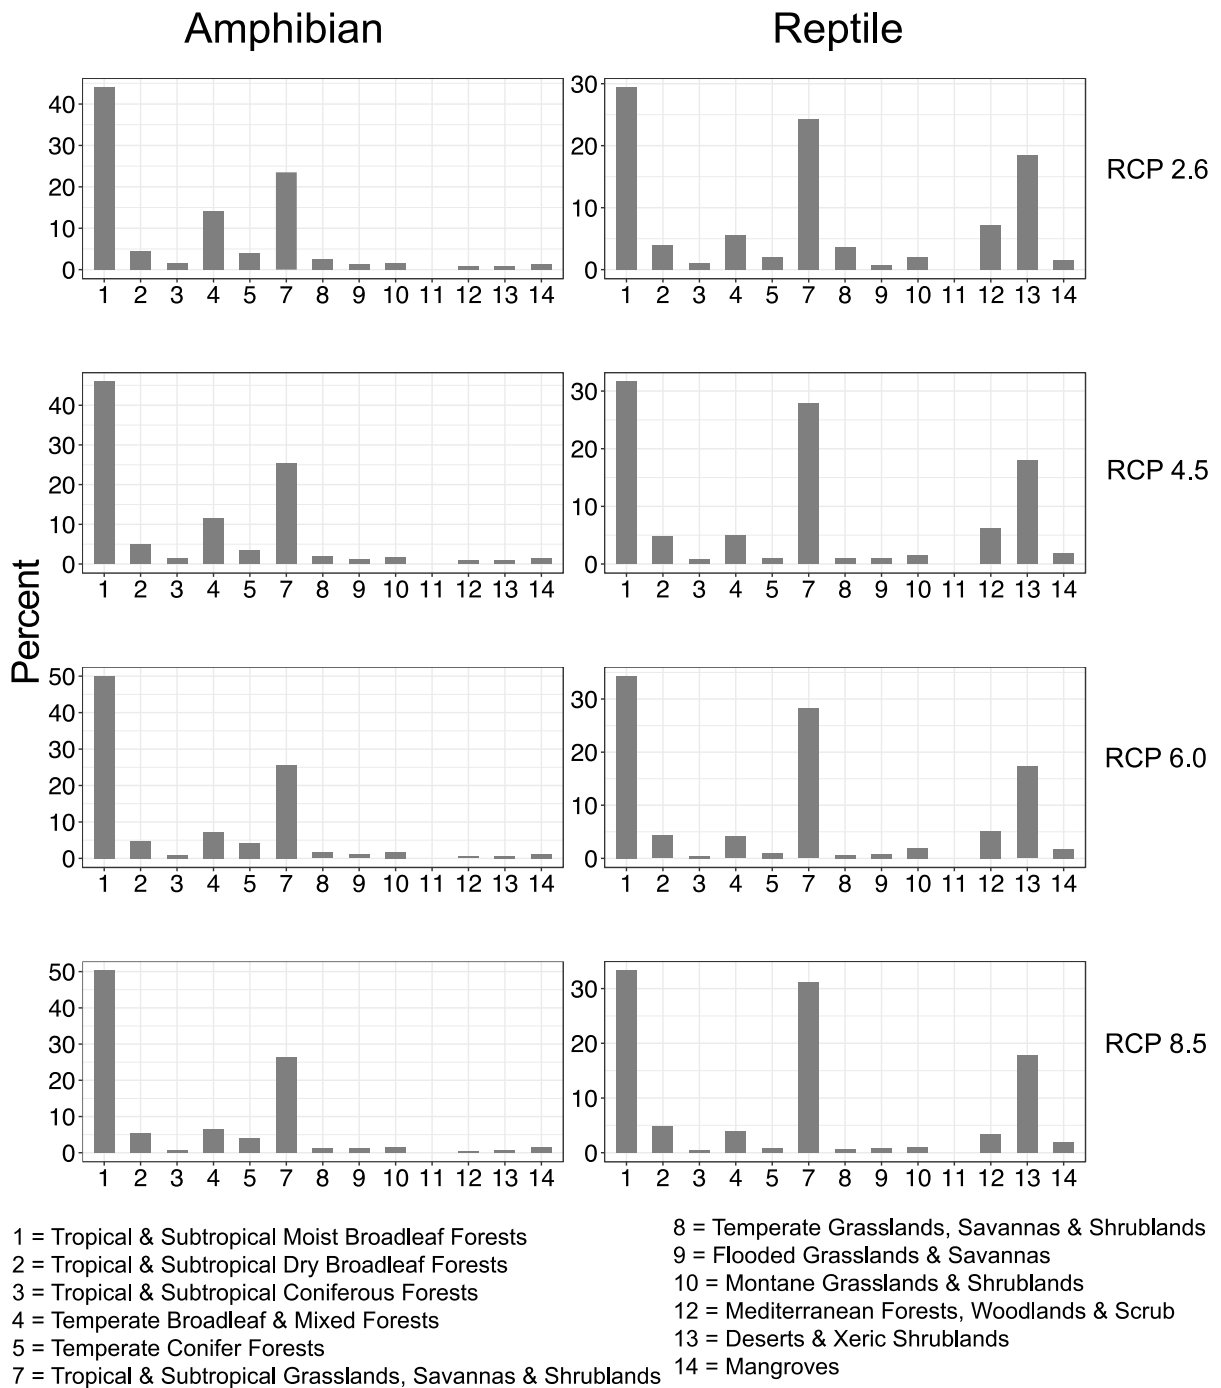 Amphibian Reptile
40
30
20
10
0
1 2 3 4 5 7 8 9 10 11 12 13 14
30
20
10
0
1 2 3 4 5 7 8 9 10 11 12 13 14
RCP 2.6
40
30
20
10
0
1 2 3 4 5 7 8 9 10 11 12 13 14
30
20
10
0
1 2 3 4 5 7 8 9 10 11 12 13 14
RCP 4.5
Percent
50
40
30
20
10
0
1 2 3 4 5 7 8 9 10 11 12 13 14
30
20
10
0
1 2 3 4 5 7 8 9 10 11 12 13 14
RCP 6.0
50
40
30
20
10
0
1 2 3 4 5 7 8 9 10 11 12 13 14
30
20
10
0
1 2 3 4 5 7 8 9 10 11 12 13 14
RCP 8.5
1 = Tropical & Subtropical Moist Broadleaf Forests
2 = Tropical & Subtropical Dry Broadleaf Forests
3 = Tropical & Subtropical Coniferous Forests
4 = Temperate Broadleaf & Mixed Forests
5 = Temperate Conifer Forests
7 = Tropical & Subtropical Grasslands, Savannas & Shrublands
8 = Temperate Grasslands, Savannas & Shrublands
9 = Flooded Grasslands & Savannas
10 = Montane Grasslands & Shrublands
12 = Mediterranean Forests, Woodlands & Scrub
13 = Deserts & Xeric Shrublands
14 = Mangroves